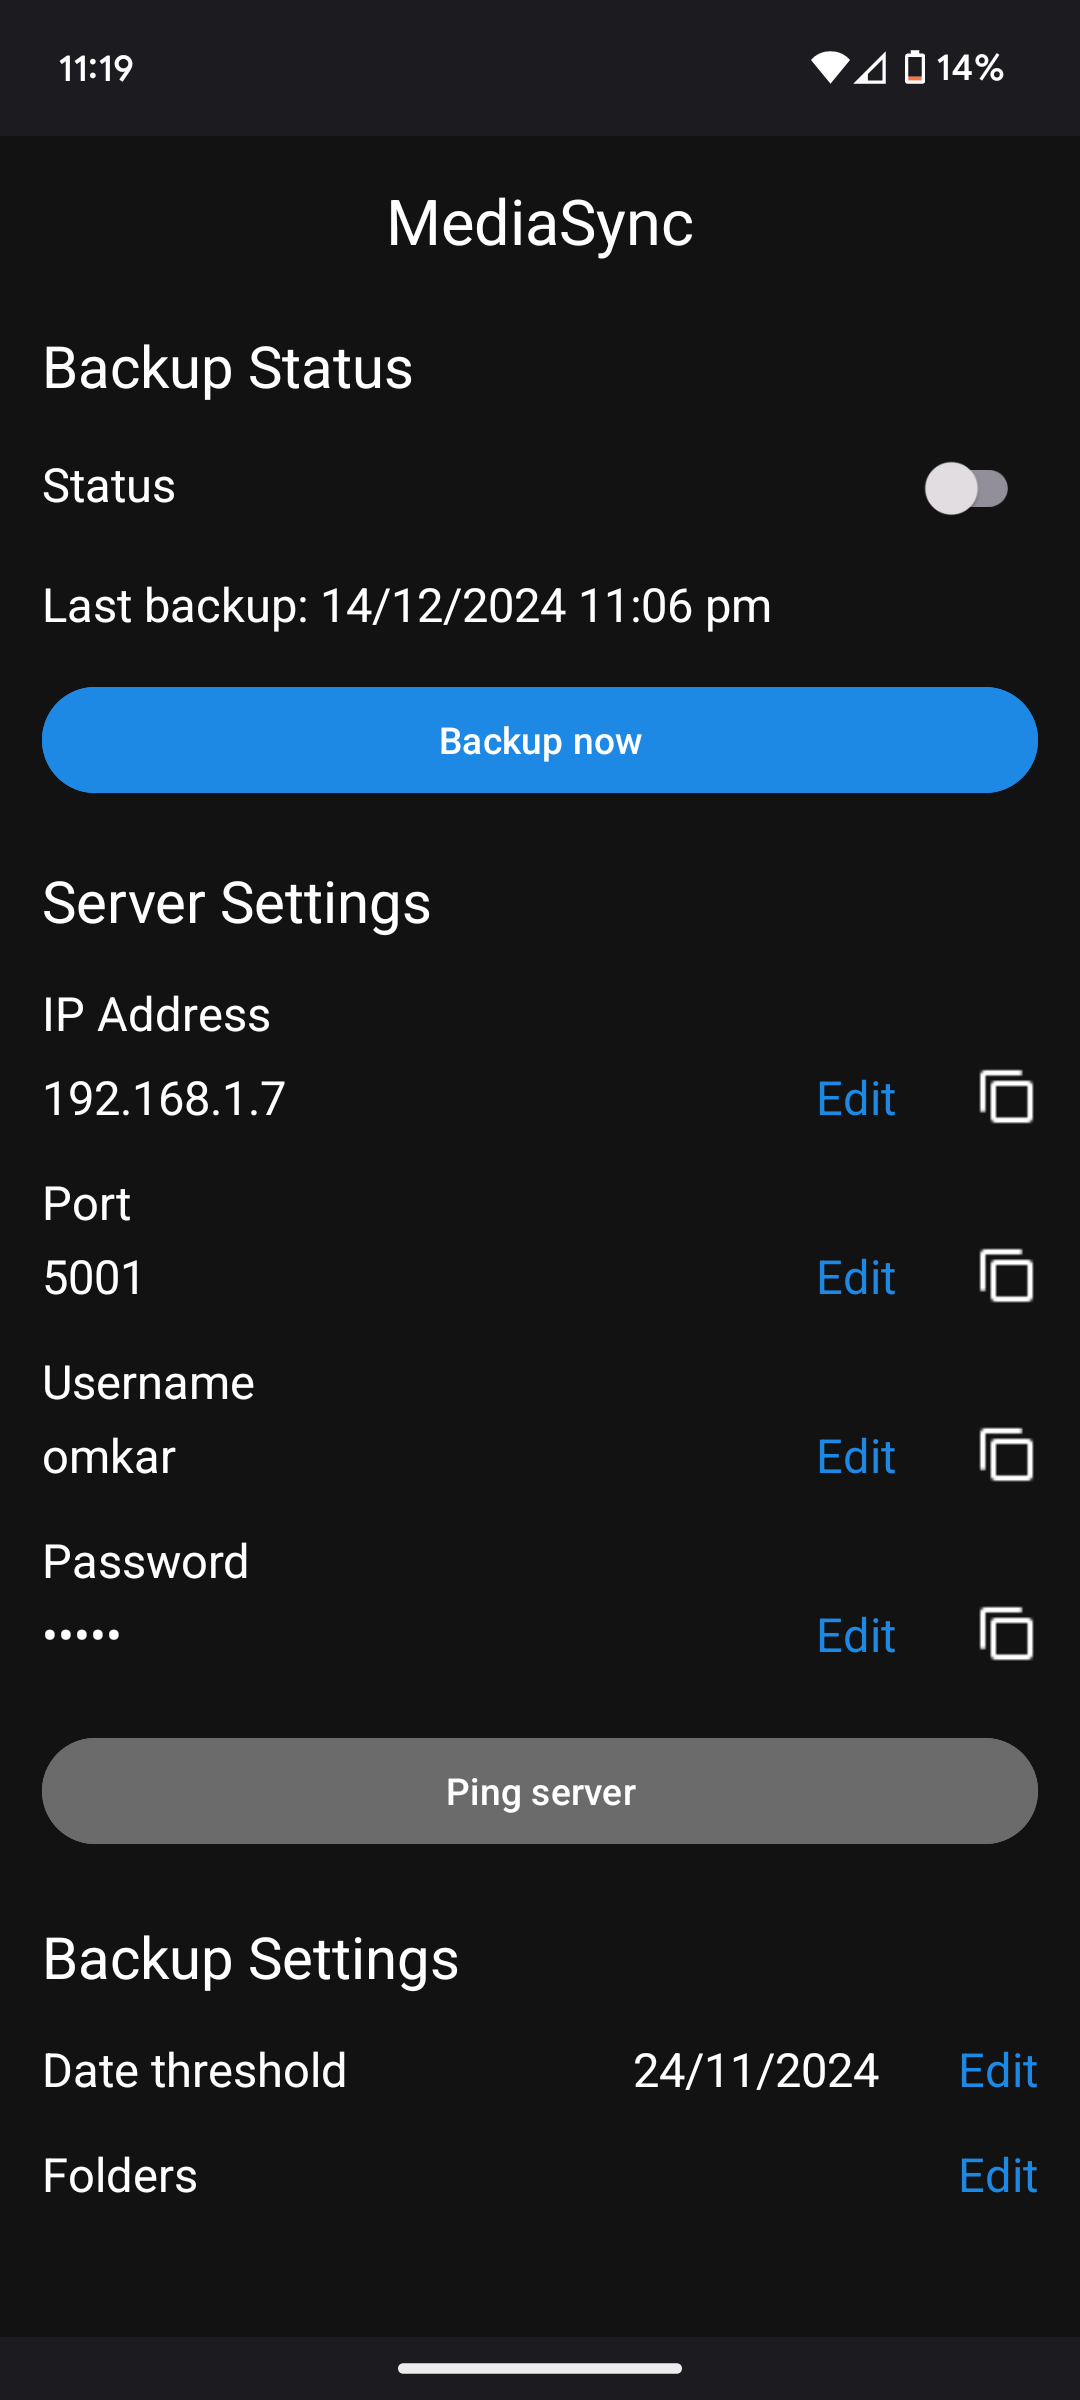 11:19 14%
MediaSync
Backup Status
Status
Last backup: 14/12/2024 11:06 pm
Backup now
Server Settings
IP Address
192.168.1.7 Edit
Port
5001 Edit
Username
omkar Edit
Password
••••• Edit
Ping server
Backup Settings
Date threshold 24/11/2024 Edit
Folders Edit